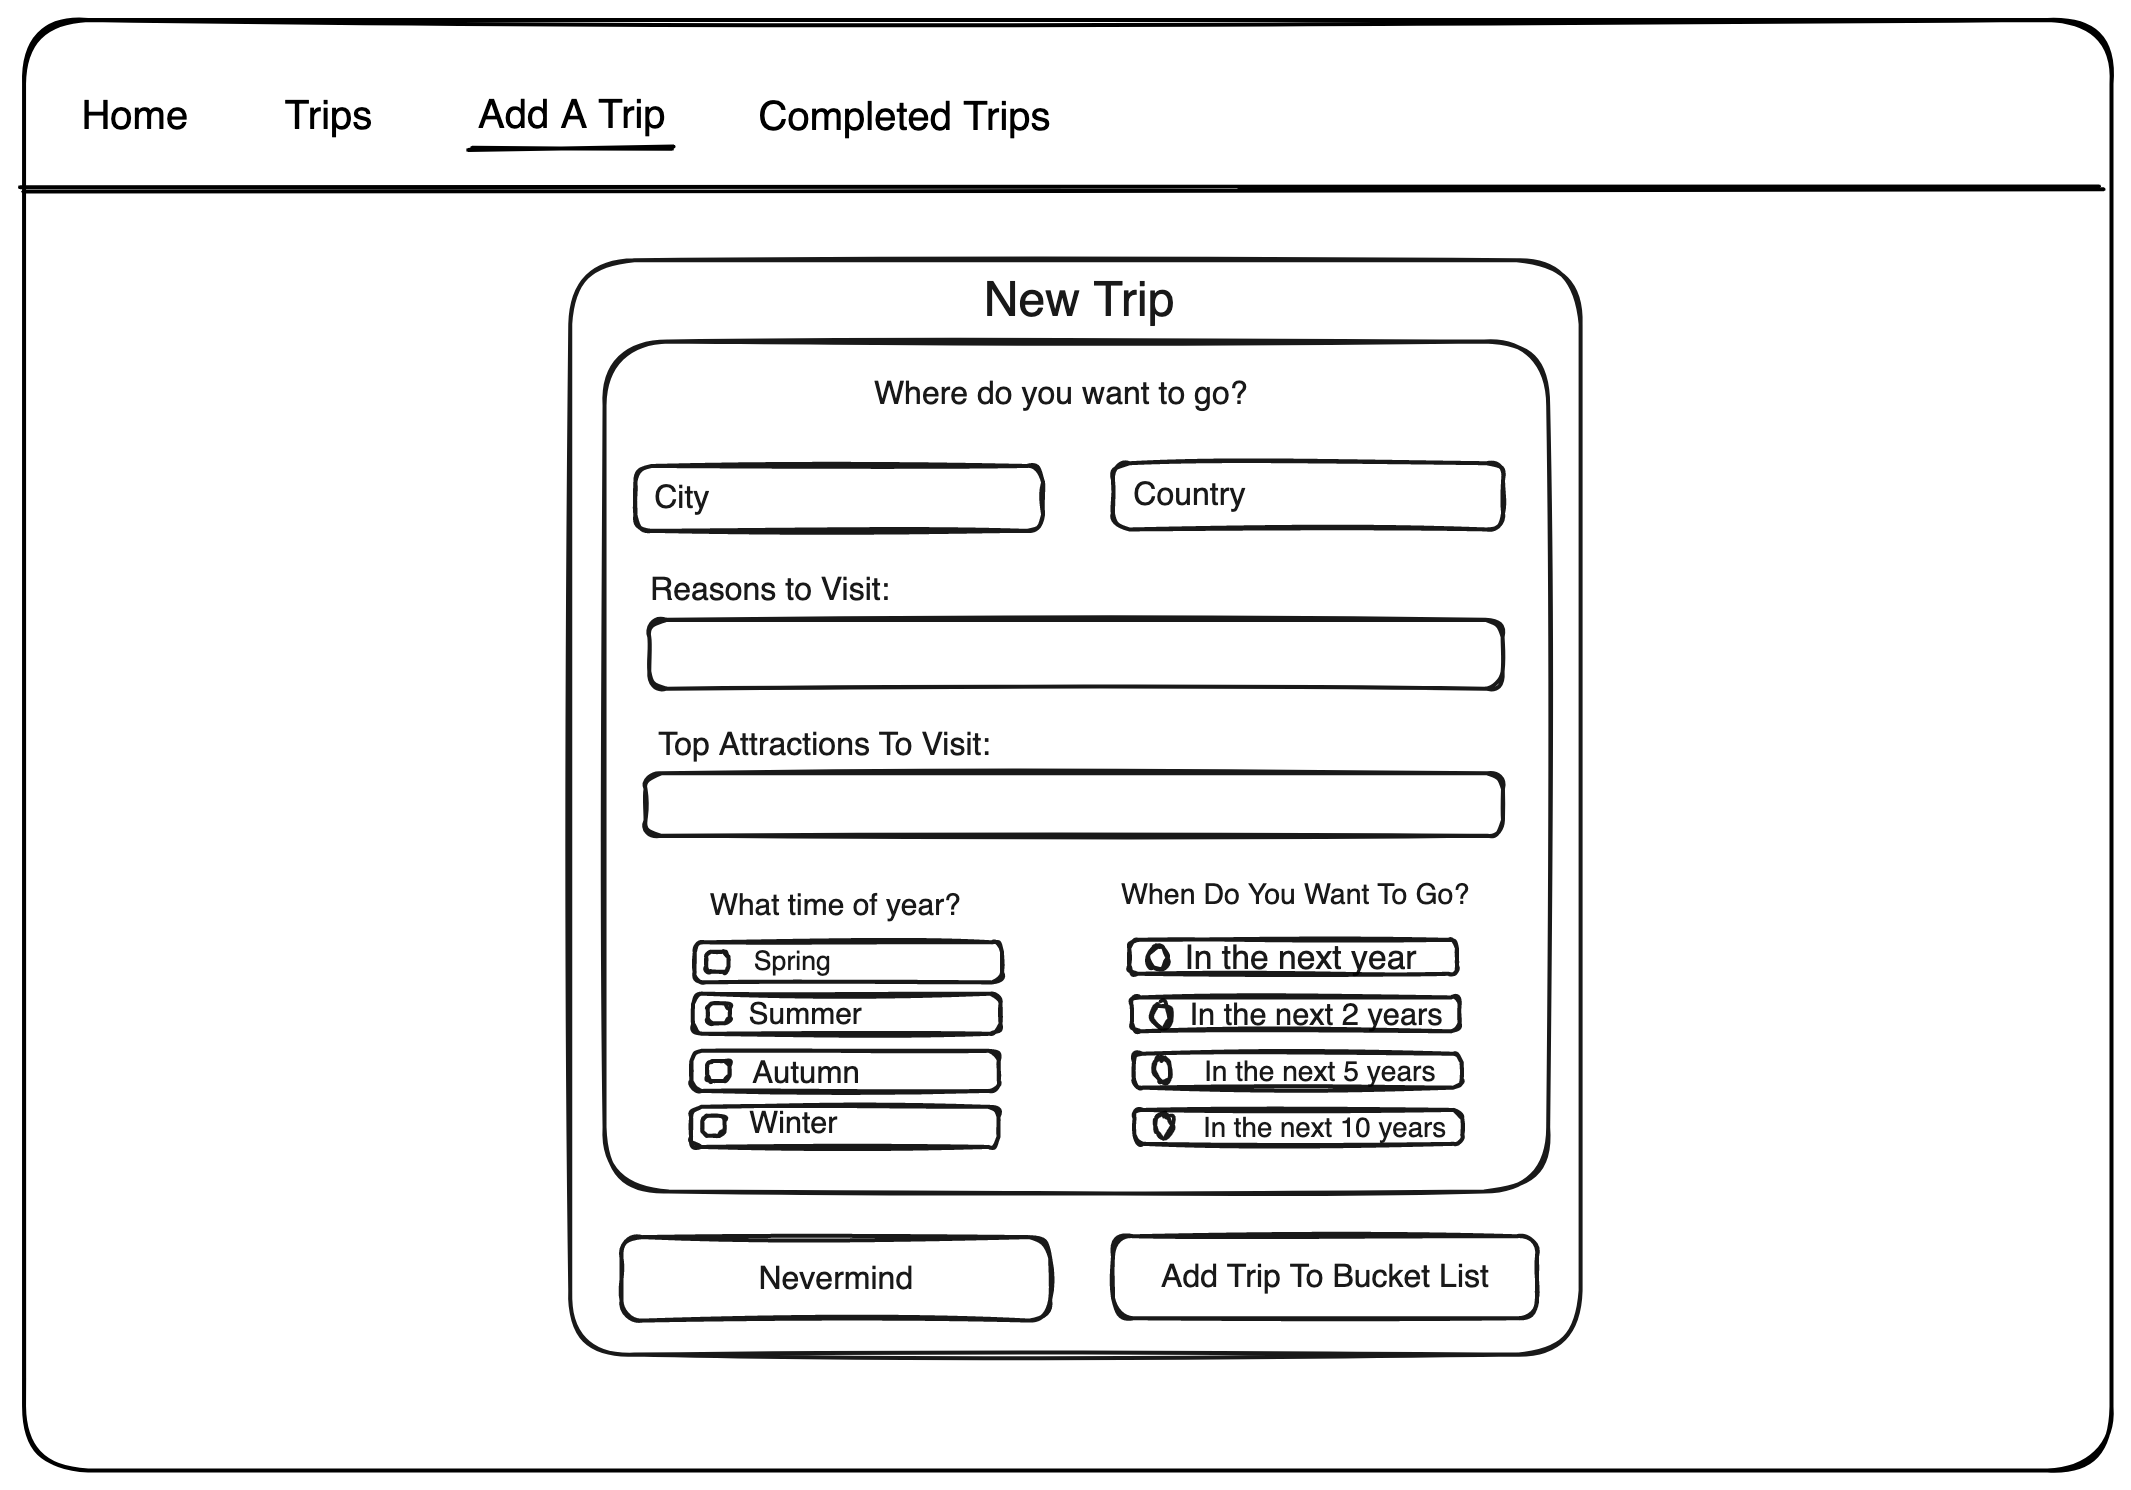 Home Trips Add A Trip Completed Trips
New Trip
Where do you want to go?
City Country
Reasons to Visit:
Top Attractions To Visit:
What time of year?
Spring
Summer
Autumn
Winter
When Do You Want To Go?
In the next year
In the next 2 years
In the next 5 years
In the next 10 years
Nevermind Add Trip To Bucket List